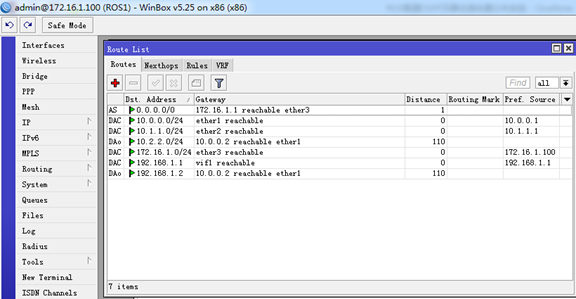 admin@172.16.1.100 (ROS1) - WinBox v5.25 on x86 (x86)
Safe Mode
Interfaces
Wireless
Bridge
PPP
Mesh
IP
IPv6
MPLS
Routing
System
Queues
Files
Log
Radius
Tools
New Terminal
ISDN Channels
Route List
Routes Nexthops Rules VRF
Find all
Dst. Address / Gateway Distance Routing Mark Pref. Source
AS 0.0.0.0/0 172.16.1.1 reachable ether3 1
DAC 10.0.0.0/24 ether1 reachable 0 10.0.0.1
DAC 10.1.1.0/24 ether2 reachable 0 10.1.1.1
DAo 10.2.2.0/24 10.0.0.2 reachable ether1 110
DAC 172.16.1.0/24 ether3 reachable 0 172.16.1.100
DAC 192.168.1.1 vif1 reachable 0 192.168.1.1
DAo 192.168.1.2 10.0.0.2 reachable ether1 110
7 items